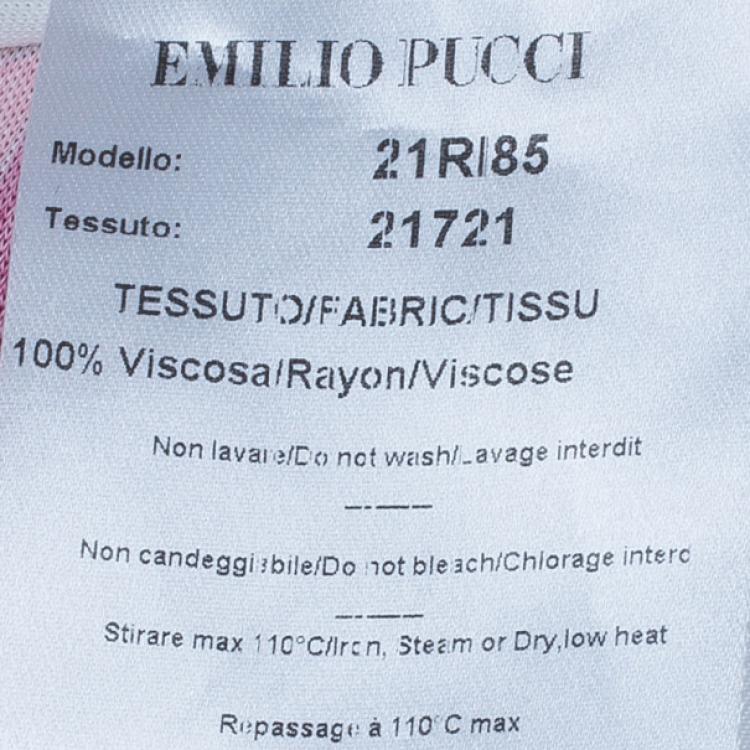 EMILIO PUCCI
Modello: 21RI85
Tessuto: 21721
TESSUTO/FABRIC/TISSU
100% Viscosa/Rayon/Viscose
Non lavare/Do not wash/Lavage interdit
Non candeggiabile/Do not bleach/Chlorage interd
Stirare max 110°C/Iron, Steam or Dry,low heat
Repassage à 110°C max